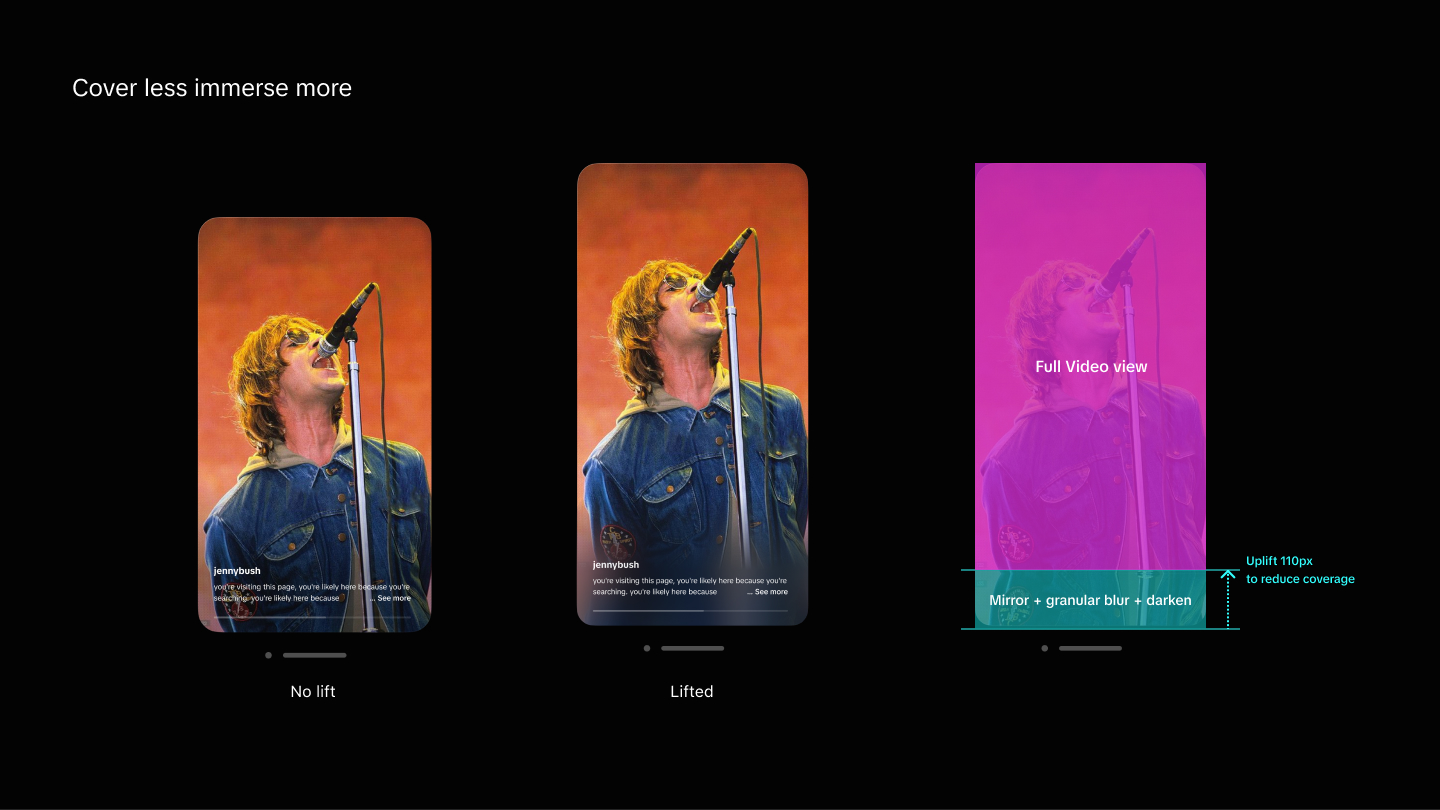 Cover less immerse more
jennybush
you're visiting this page, you're likely here because you're
searching. you're likely here because ... See more
No lift
jennybush
you're visiting this page, you're likely here because you're
searching. you're likely here because ... See more
Lifted
Full Video view
Mirror + granular blur + darken
Uplift 110px
to reduce coverage